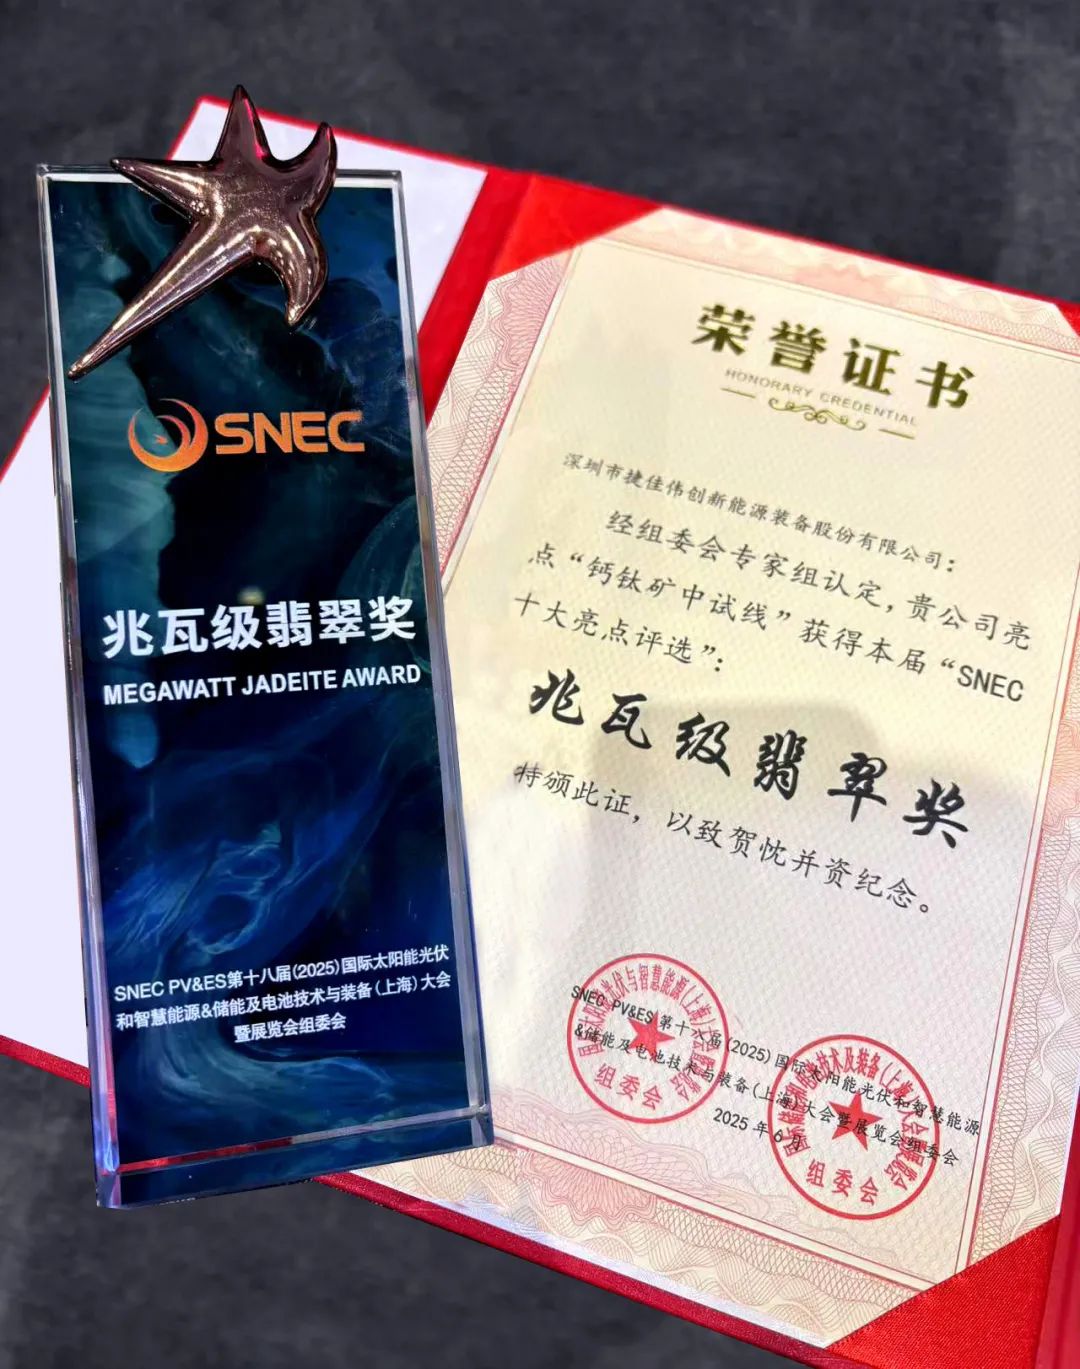 SNEC
兆瓦级翡翠奖
MEGAWATT JADEITE AWARD
SNEC PV&ES第十八届(2025)国际太阳能光伏
和智慧能源&储能及电池技术与装备(上海)大会
暨展览会组委会
荣誉证书
HONORARY CREDENTIAL
深圳市捷佳伟创新能源装备股份有限公司：
经组委会专家组认定，贵公司亮
点“钙钛矿中试线”获得本届“SNEC
十大亮点评选”：
兆瓦级翡翠奖
特颁此证，以致贺忱并资纪念。
SNEC PV&ES第十八届(2025)国际太阳能光伏和智慧能源
&储能及电池技术与装备(上海)大会暨展览会组委会
2025年6月
组委会
组委会